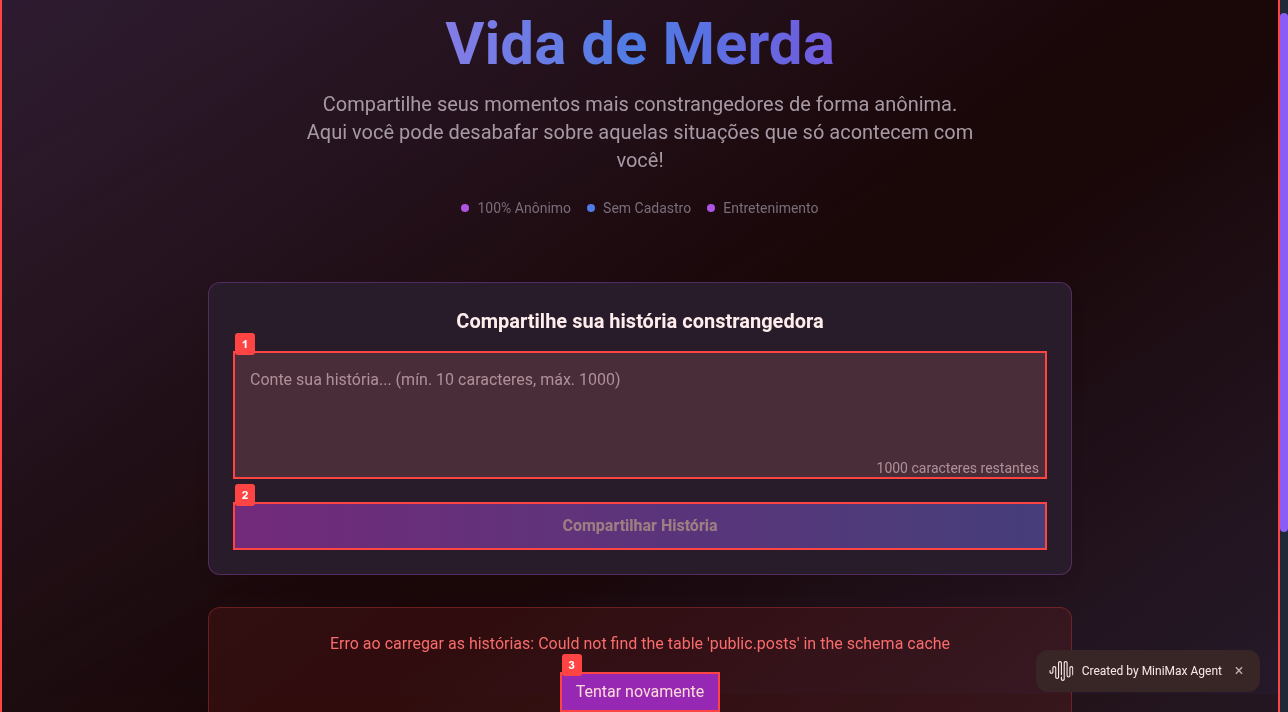 Vida de Merda
Compartilhe seus momentos mais constrangedores de forma anônima.
Aqui você pode desabafar sobre aquelas situações que só acontecem com
você!
100% Anônimo
Sem Cadastro
Entretenimento
Compartilhe sua história constrangedora
1
Conte sua história... (mín. 10 caracteres, máx. 1000)
1000 caracteres restantes
2
Compartilhar História
Erro ao carregar as histórias: Could not find the table 'public.posts' in the schema cache
3
Tentar novamente
Created by MiniMax Agent ×